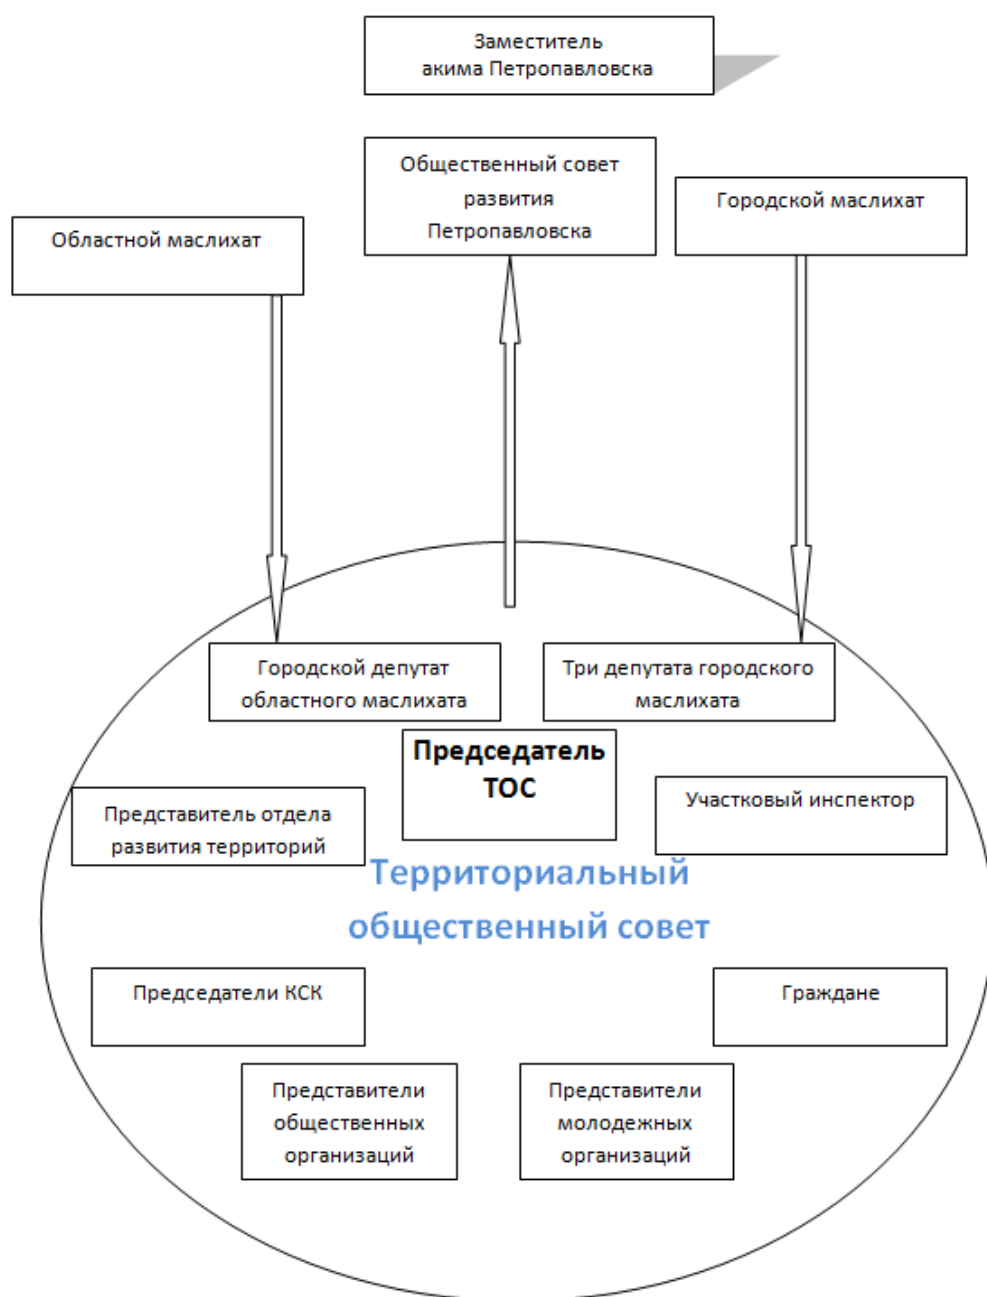 Заместитель
акима Петропавловска
Общественный совет
развития
Петропавловска
Городской маслихат
Областной маслихат
Городской депутат
областного маслихата
Три депутата городского
маслихата
Председатель
ТОС
Представитель отдела
развития территорий
Участковый инспектор
Территориальный
общественный совет
Председатели КСК
Граждане
Представители
общественных
организаций
Представители
молодежных
организаций